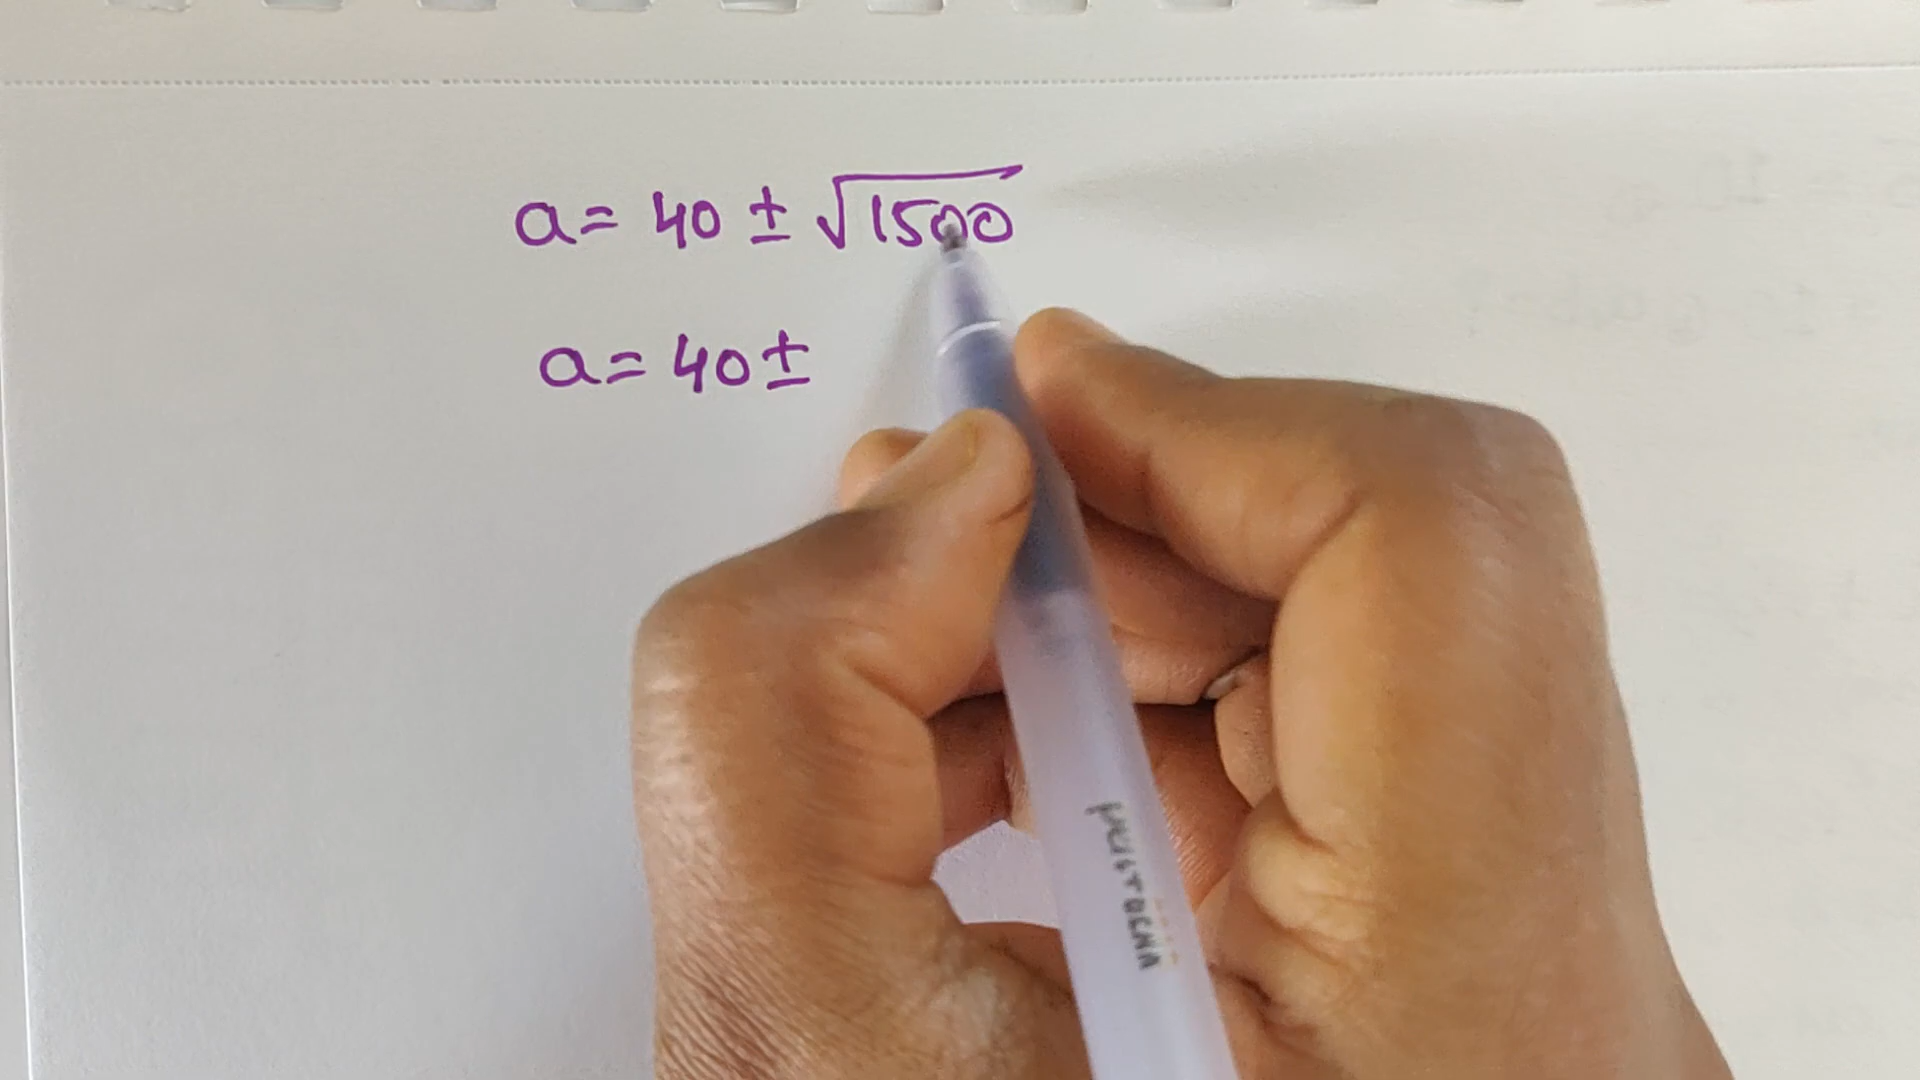 a = 40 ± √1500
a = 40 ±